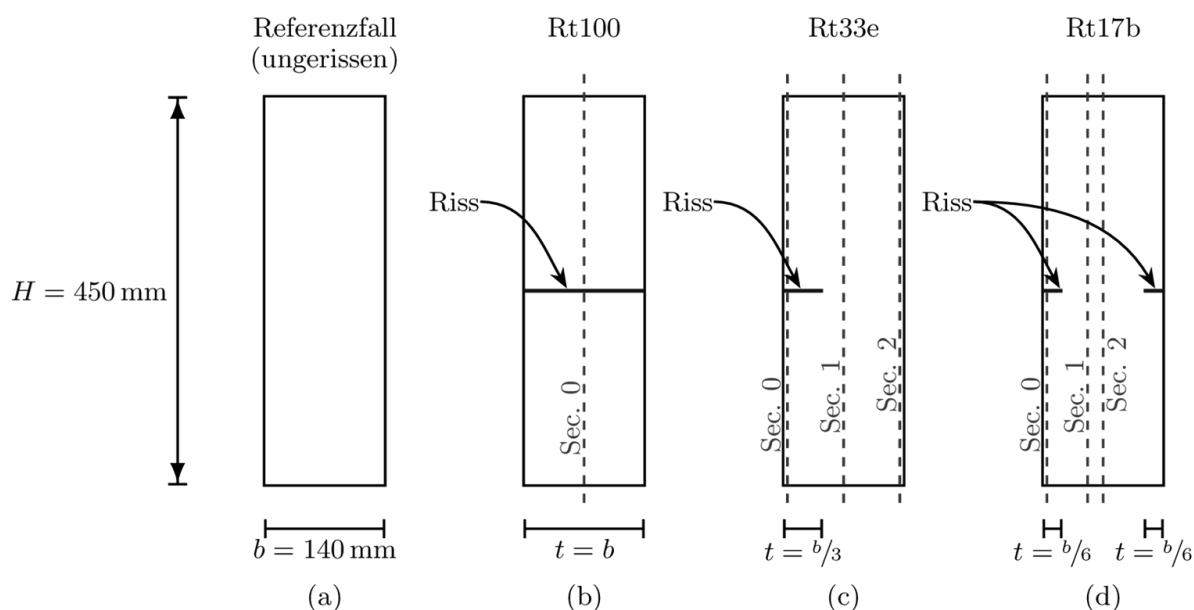 Referenzfall
(ungerissen)
Rt100
Rt33e
Rt17b
Riss
Riss
Riss
H = 450 mm
Sec. 0
Sec. 0
Sec. 1
Sec. 2
Sec. 0
Sec. 1
Sec. 2
b = 140 mm
t = b
t = b/3
t = b/6
t = b/6
(a)
(b)
(c)
(d)